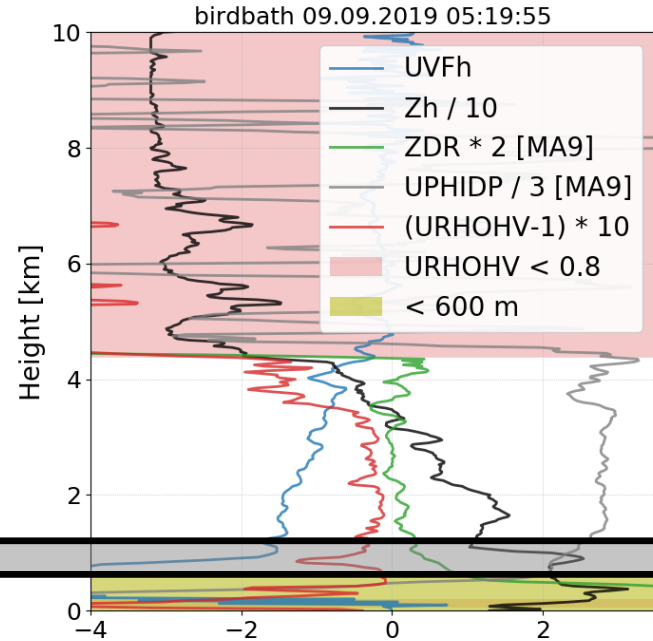 birdbath 09.09.2019 05:19:55
10
8
6
4
2
0
Height [km]
UVFh
Zh / 10
ZDR * 2 [MA9]
UPHIDP / 3 [MA9]
(URHOHV-1) * 10
URHOHV < 0.8
< 600 m
−4
−2
0
2